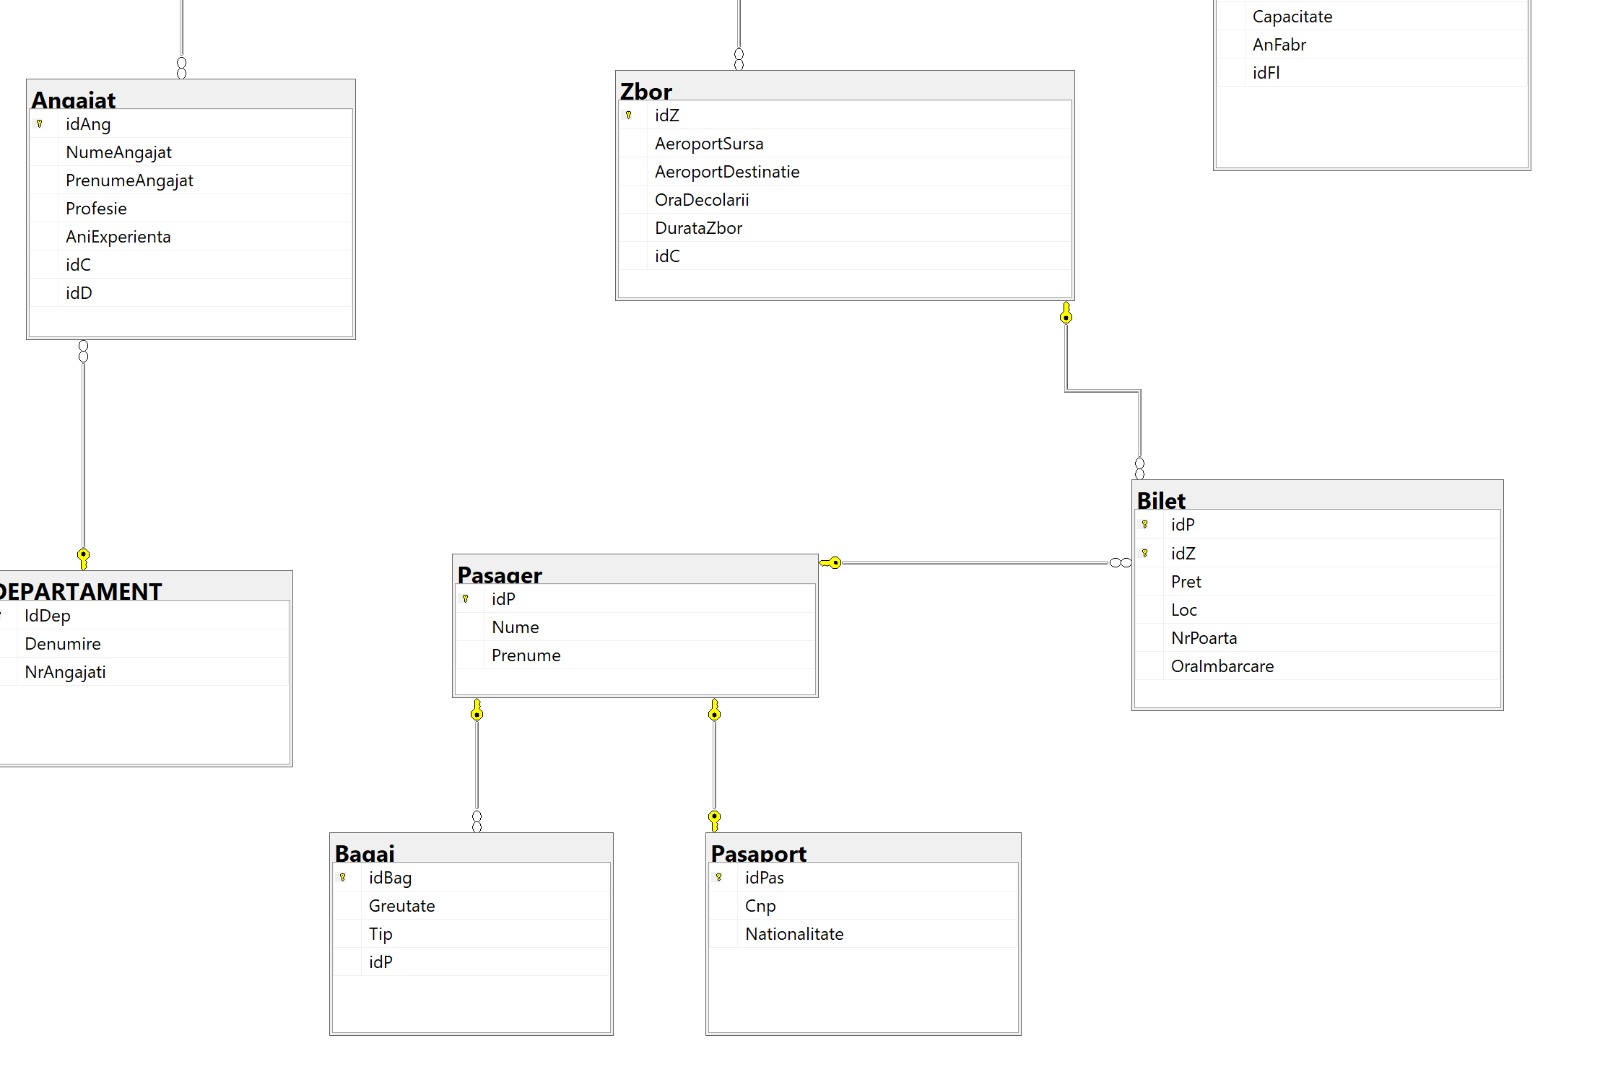 Capacitate
AnFabr
idFl
Angajat
idAng
NumeAngajat
PrenumeAngajat
Profesie
AniExperienta
idC
idD
Zbor
idZ
AeroportSursa
AeroportDestinatie
OraDecolarii
DurataZbor
idC
Bilet
idP
idZ
Pret
Loc
NrPoarta
OraImbarcare
DEPARTAMENT
IdDep
Denumire
NrAngajati
Pasager
idP
Nume
Prenume
Bagaj
idBag
Greutate
Tip
idP
Pasaport
idPas
Cnp
Nationalitate